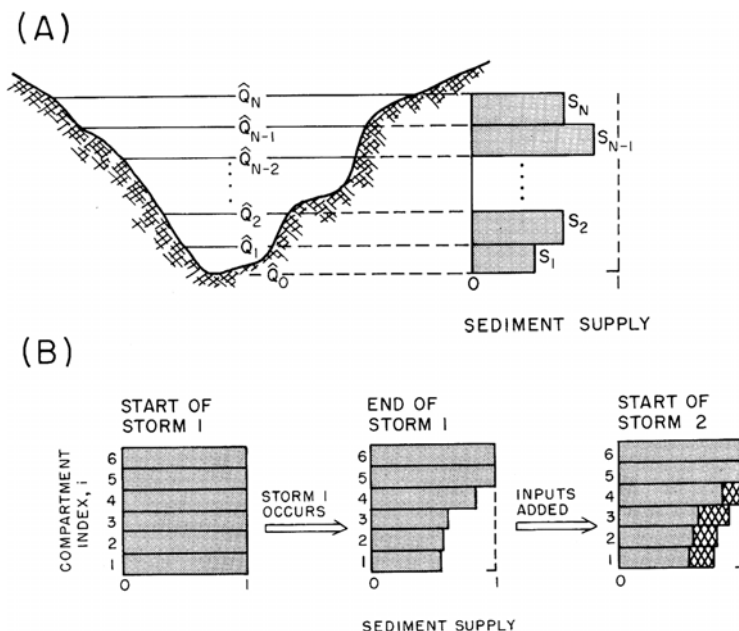 (A)
Q̂N
SN
Q̂N-1
SN-1
Q̂N-2
Q̂2
S2
Q̂1
S1
Q̂0
0
1
SEDIMENT SUPPLY
(B)
START OF STORM 1
END OF STORM 1
START OF STORM 2
COMPARTMENT INDEX, i
6
5
4
3
2
1
0
1
STORM 1 OCCURS
6
5
4
3
2
1
0
1
INPUTS ADDED
6
5
4
3
2
1
0
SEDIMENT SUPPLY